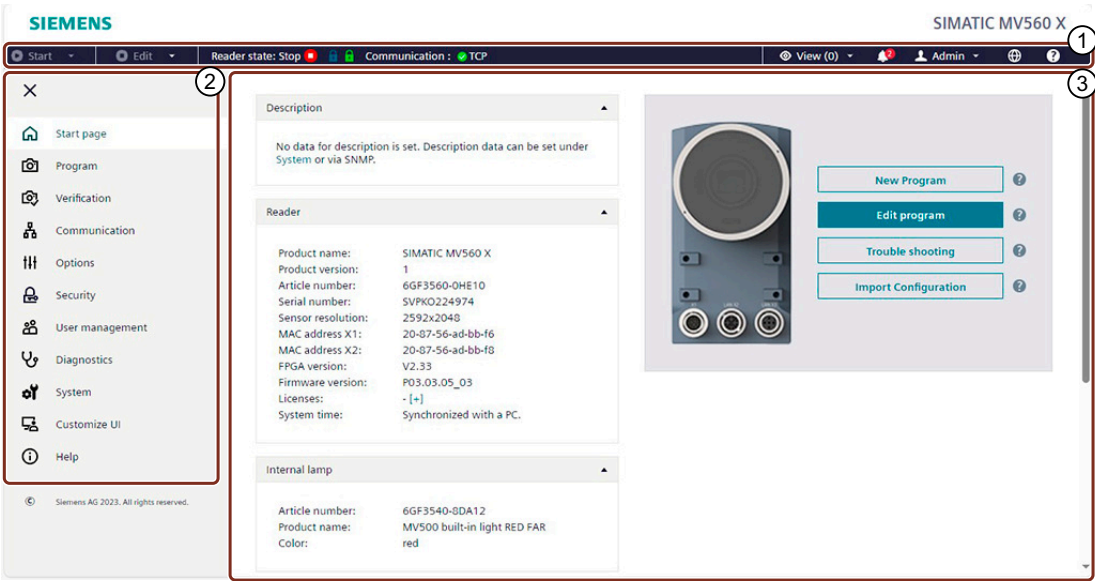 SIEMENS
SIMATIC MV560 X
1
Start
Edit
Reader state: Stop
Communication :
TCP
View (0)
2
Admin
2
3
Start page
Program
Verification
Communication
Options
Security
User management
Diagnostics
System
Customize UI
Help
© Siemens AG 2023. All rights reserved.
Description
No data for description is set. Description data can be set under
System or via SNMP.
Reader
Product name: SIMATIC MV560 X
Product version: 1
Article number: 6GF3560-0HE10
Serial number: SVPKO224974
Sensor resolution: 2592x2048
MAC address X1: 20-87-56-ad-bb-f6
MAC address X2: 20-87-56-ad-bb-f8
FPGA version: V2.33
Firmware version: P03.03.05_03
Licenses: - [+]
System time: Synchronized with a PC.
Internal lamp
Article number: 6GF3540-8DA12
Product name: MV500 built-in light RED FAR
Color: red
New Program ?
Edit program ?
Trouble shooting ?
Import Configuration ?